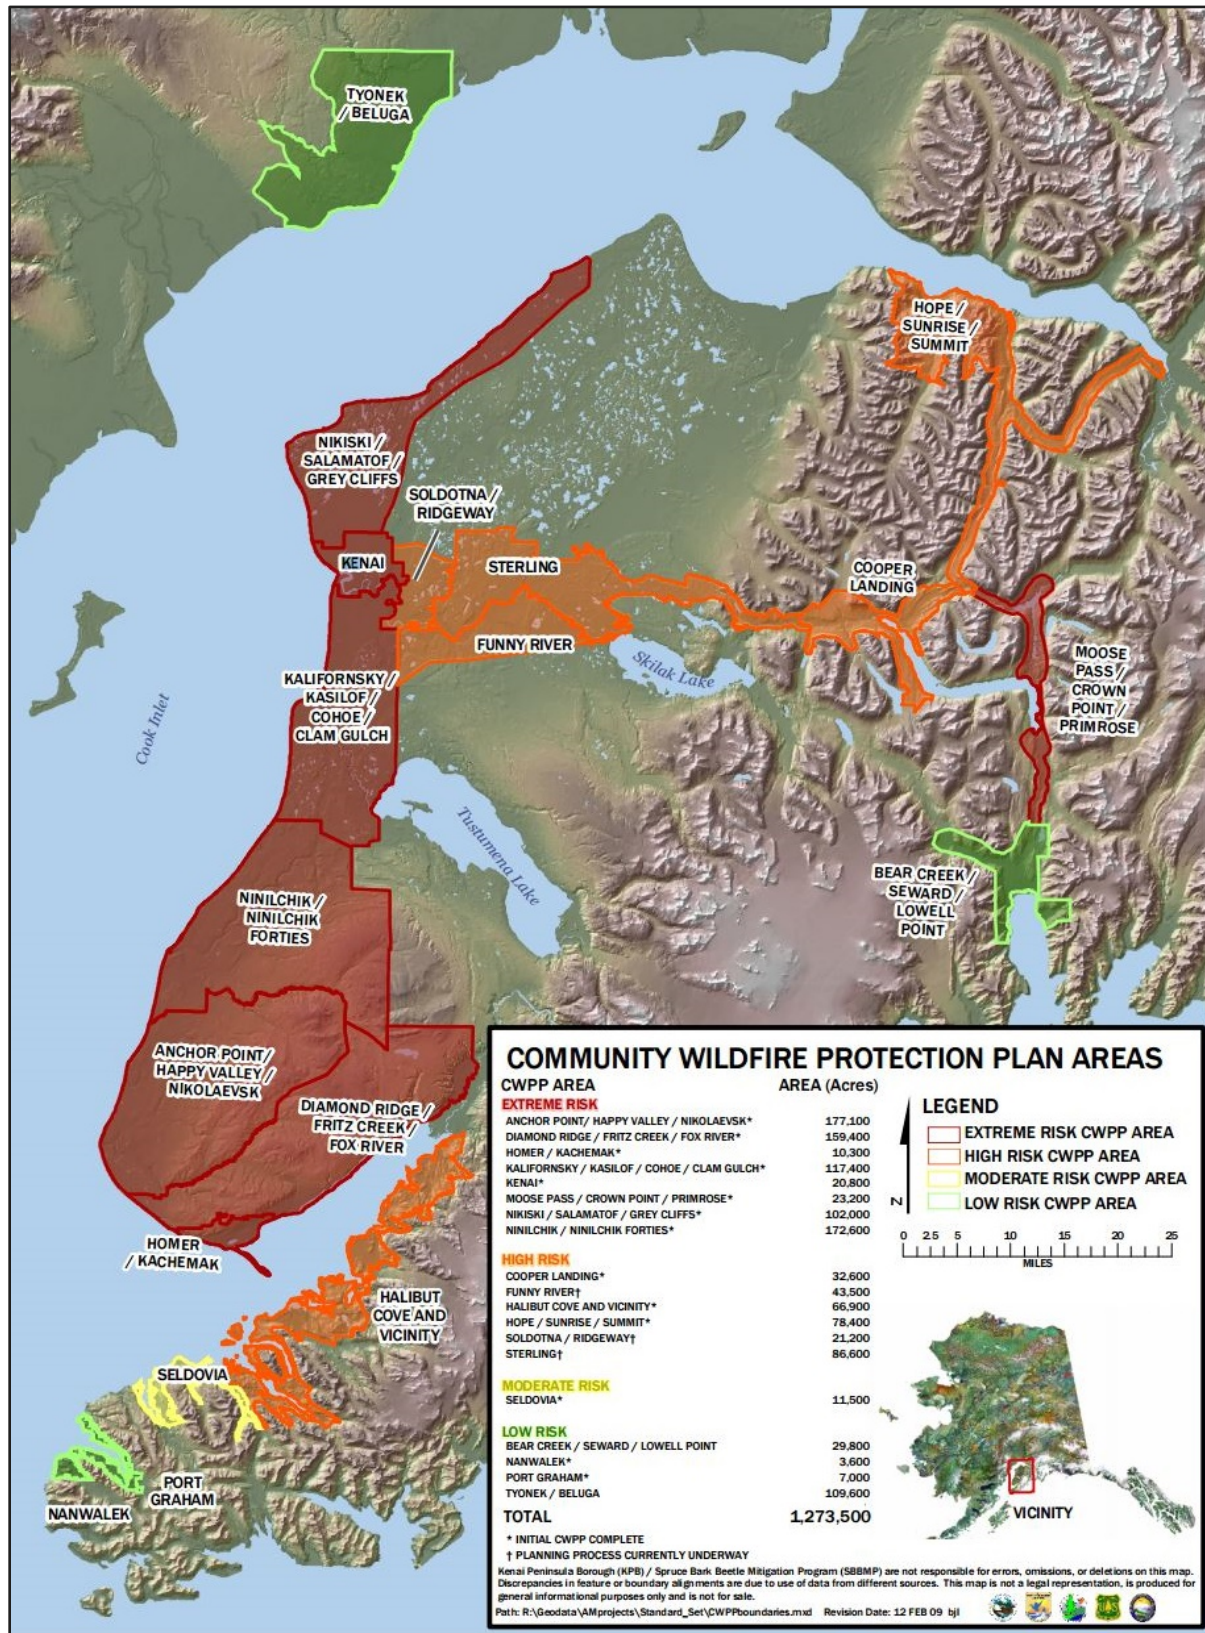 TYONEK
/ BELUGA
HOPE /
SUNRISE /
SUMMIT
NIKISKI /
SALAMATOF /
GREY CLIFFS
SOLDOTNA /
RIDGEWAY
KENAI
STERLING
COOPER
LANDING
FUNNY RIVER
Skilak Lake
MOOSE
PASS /
CROWN
POINT /
PRIMROSE
KALIFORNSKY /
KASILOF /
COHOE /
CLAM GULCH
Cook Inlet
Tustumena Lake
BEAR CREEK /
SEWARD /
LOWELL
POINT
NINILCHIK /
NINILCHIK
FORTIES
ANCHOR POINT /
HAPPY VALLEY /
NIKOLAEVSK
DIAMOND RIDGE /
FRITZ CREEK /
FOX RIVER
HOMER
/ KACHEMAK
HALIBUT
COVE AND
VICINITY
SELDOVIA
PORT
GRAHAM
NANWALEK
COMMUNITY WILDFIRE PROTECTION PLAN AREAS
CWPP AREA AREA (Acres)
EXTREME RISK
ANCHOR POINT/ HAPPY VALLEY / NIKOLAEVSK* 177,100
DIAMOND RIDGE / FRITZ CREEK / FOX RIVER* 159,400
HOMER / KACHEMAK* 10,300
KALIFORNSKY / KASILOF / COHOE / CLAM GULCH* 117,400
KENAI* 20,800
MOOSE PASS / CROWN POINT / PRIMROSE* 23,200
NIKISKI / SALAMATOF / GREY CLIFFS* 102,000
NINILCHIK / NINILCHIK FORTIES* 172,600
HIGH RISK
COOPER LANDING* 32,600
FUNNY RIVER† 43,500
HALIBUT COVE AND VICINITY* 66,900
HOPE / SUNRISE / SUMMIT* 78,400
SOLDOTNA / RIDGEWAY† 21,200
STERLING† 86,600
MODERATE RISK
SELDOVIA* 11,500
LOW RISK
BEAR CREEK / SEWARD / LOWELL POINT 29,800
NANWALEK* 3,600
PORT GRAHAM* 7,000
TYONEK / BELUGA 109,600
TOTAL 1,273,500
* INITIAL CWPP COMPLETE
† PLANNING PROCESS CURRENTLY UNDERWAY
LEGEND
EXTREME RISK CWPP AREA
HIGH RISK CWPP AREA
MODERATE RISK CWPP AREA
LOW RISK CWPP AREA
N
0 2.5 5 10 15 20 25
MILES
VICINITY
Kenai Peninsula Borough (KPB) / Spruce Bark Beetle Mitigation Program (SBBMP) are not responsible for errors, omissions, or deletions on this map.
Discrepancies in feature or boundary alignments are due to use of data from different sources. This map is not a legal representation, is produced for
general informational purposes only and is not for sale.
Path: R:\Geodata\AMprojects\Standard_Set\CWPPboundaries.mxd Revision Date: 12 FEB 09 bjl